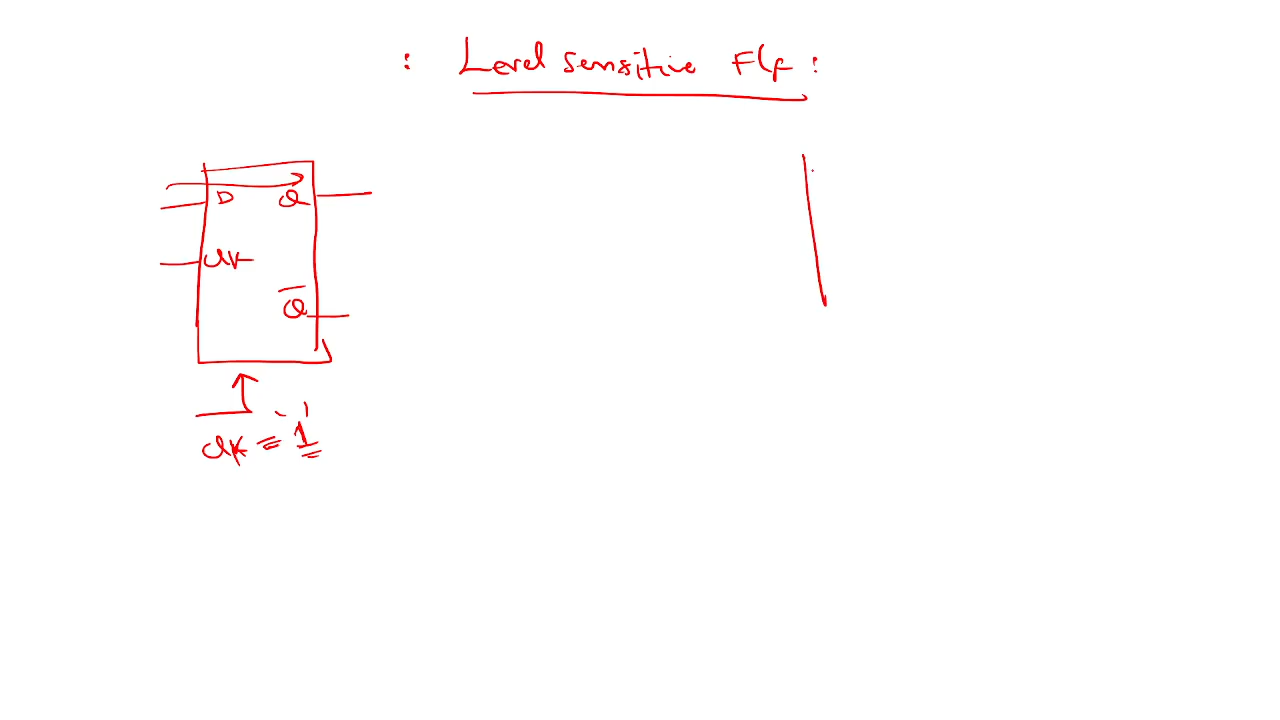 : Level sensitive F/F :
D Q
clk
Q̅
clk = 1